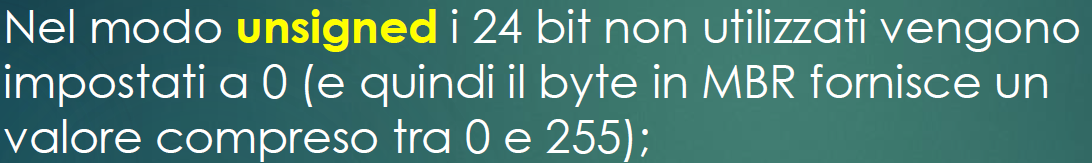 Nel modo unsigned i 24 bit non utilizzati vengono
impostati a 0 (e quindi il byte in MBR fornisce un
valore compreso tra 0 e 255);